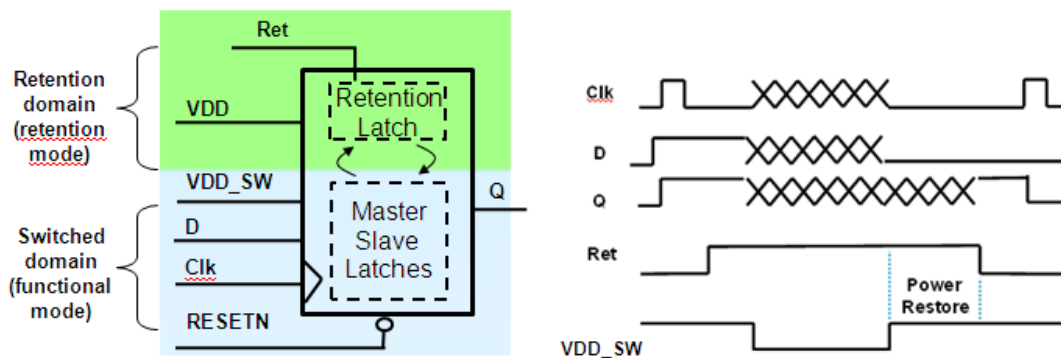 Ret
Retention
domain
(retention
mode)
VDD
Retention
Latch
VDD_SW
Switched
domain
(functional
mode)
D
Clk
RESETN
Master
Slave
Latches
Q
Clk
D
Q
Ret
Power
Restore
VDD_SW